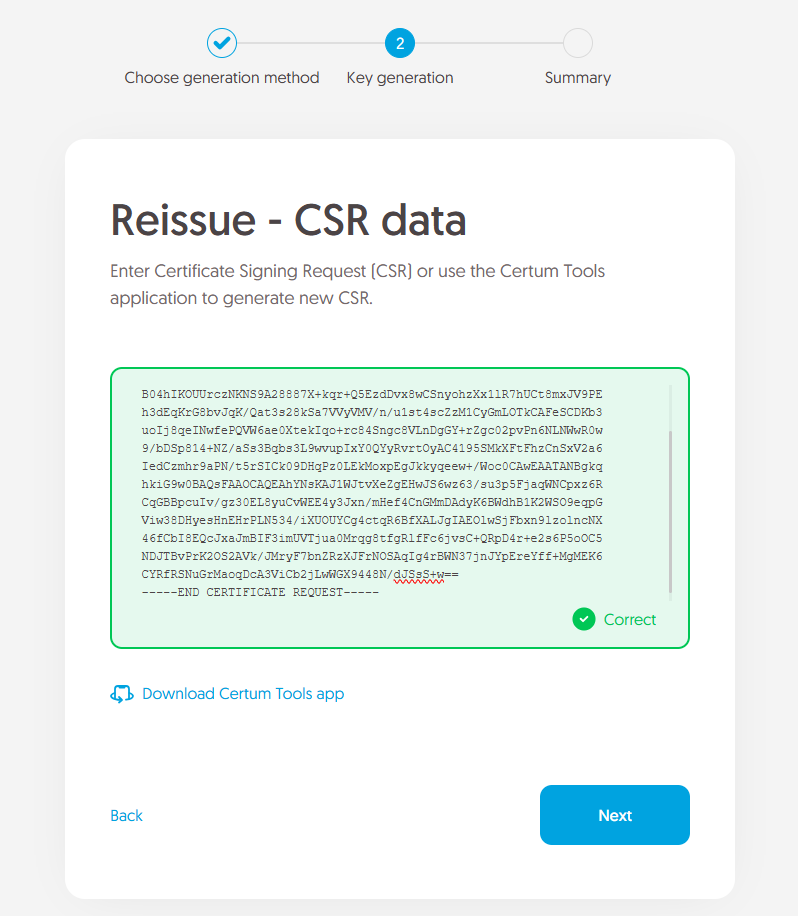 2
Choose generation method
Key generation
Summary
Reissue - CSR data
Enter Certificate Signing Request (CSR) or use the Certum Tools
application to generate new CSR.
B04hIKOUUrczNKNS9A28887X+kqr+Q5EzdDvx8wCSnyohzXx1lR7hUCt8mxJV9PE
h3dEqKrG8bvJqK/Qat3s28kSa7VVyVMV/n/u1st4scZzM1CyGmLOTkCAFeSCDKb3
uoIj8qeINwfePQVW6ae0XtekIqo+rc84Sngc8VLnDgGY+rZgc02pvPn6NLNWwR0w
9/bDSp814+NZ/aSs3Bqbs3L9wvupIxY0QYyRvrtOyAC4195SMkXFtFhzCnSxV2a6
IedCzmhr9aPN/t5rSICk09DHqPz0LEkMoxpEgJkkyqeew+/Woc0CAwEAATANBgkq
hkiG9w0BAQsFAAOCAQEAhYNsKAJ1WJtvXeZgEHwJS6wz63/su3p5FjaqWNCpxz6R
CqGBBpcuIv/gz30EL8yuCvWEE4y3Jxn/mHef4CnGMmDAdyK6BWdhB1K2WSO9eqpG
Viw38DHyesHnEHrPLN534/iXUOUYCg4ctqR6BfXALJgIAEOlwSjFbxn9lzolncNX
46fCbI8EQcJxaJmBIF3imUVTjua0Mrqg8tfgRlfFc6jvsC+QRpD4r+e2s6P5oOC5
NDJTBvPrK2OS2AVk/JMryF7bnZRzXJFrNOSAqIg4rBWN37jnJYpEreYff+MgMEK6
CYRfRSNuGrMaoqDcA3ViCb2jLwWGX9448N/dJSsS+w==
-----END CERTIFICATE REQUEST-----
Correct
Download Certum Tools app
Back
Next